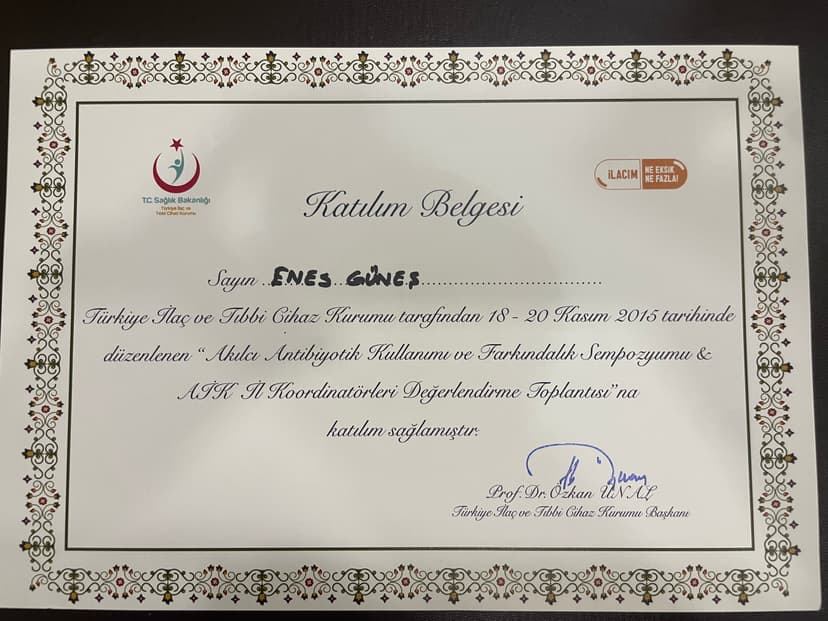 T.C. Sağlık Bakanlığı
Türkiye İlaç ve
Tıbbi Cihaz Kurumu
İLACIM NE EKSİK
NE FAZLA!
Katılım Belgesi
Sayın ENES GÜNEŞ
Türkiye İlaç ve Tıbbi Cihaz Kurumu tarafından 18 - 20 Kasım 2015 tarihinde
düzenlenen “Akılcı Antibiyotik Kullanımı ve Farkındalık Sempozyumu &
AİK İl Koordinatörleri Değerlendirme Toplantısı”na
katılım sağlamıştır.
Prof. Dr. Özkan ÜNAL
Türkiye İlaç ve Tıbbi Cihaz Kurumu Başkanı